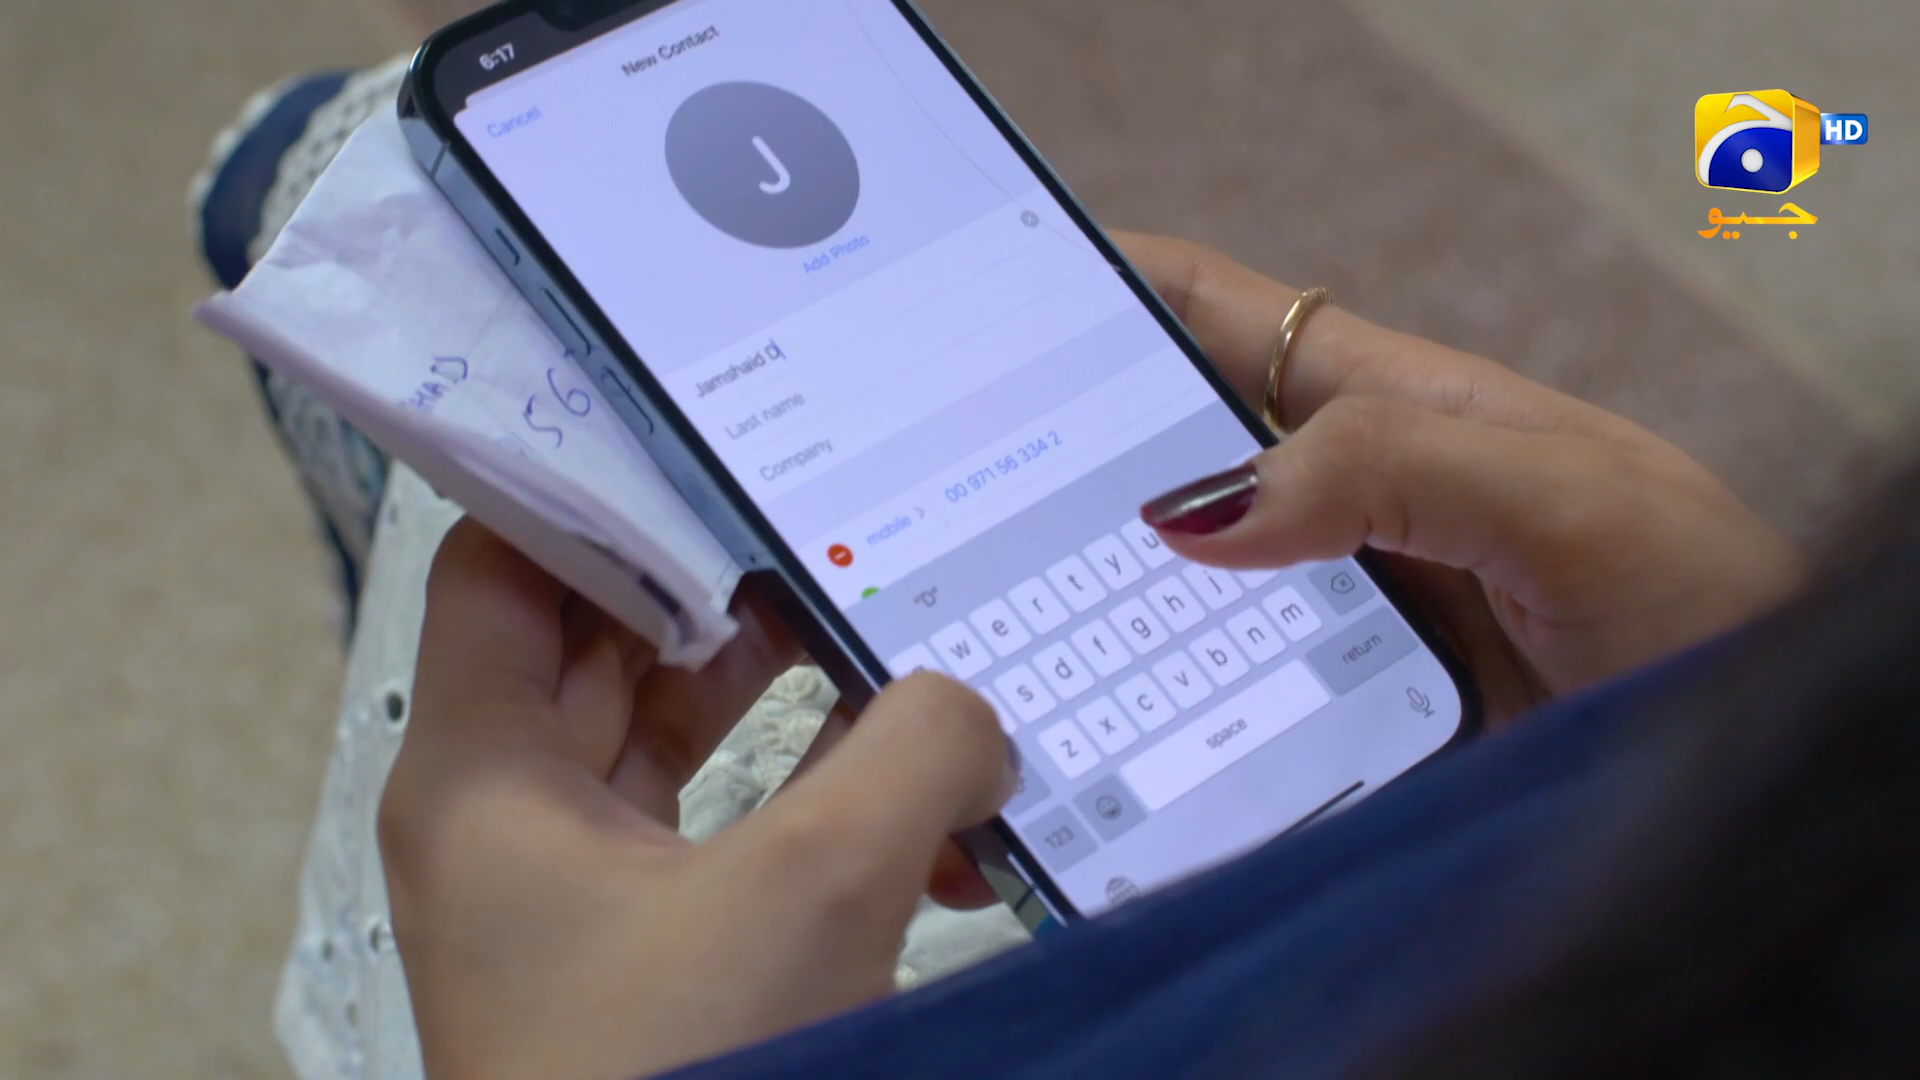 6:17
New Contact
Cancel
J
Add Photo
Jamshaid D
Last name
Company
mobile
00 971 56 334 2
"D"
w e r t y u
s d f g h j
z x c v b n m
123 space return
HAD
56
HD
جیو